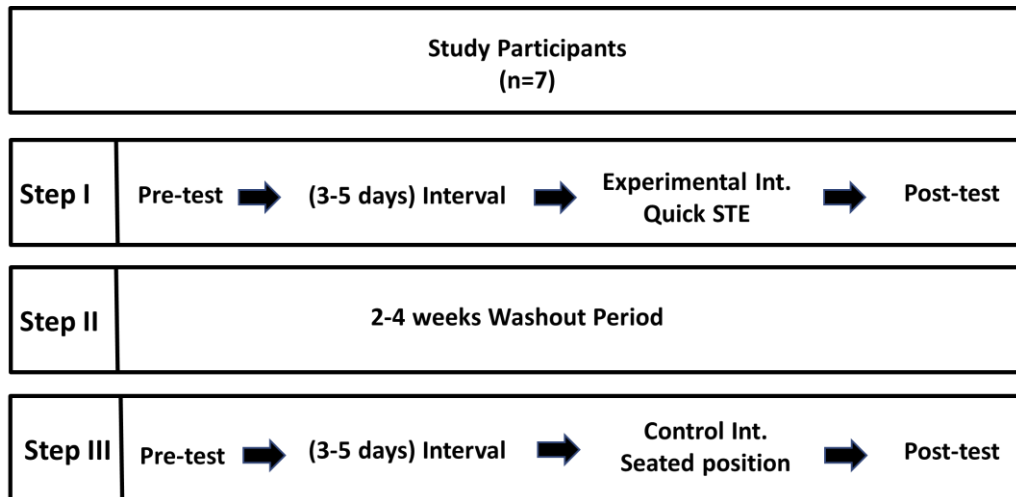 Study Participants
(n=7)
Step I
Pre-test
(3-5 days) Interval
Experimental Int.
Quick STE
Post-test
Step II
2-4 weeks Washout Period
Step III
Pre-test
(3-5 days) Interval
Control Int.
Seated position
Post-test